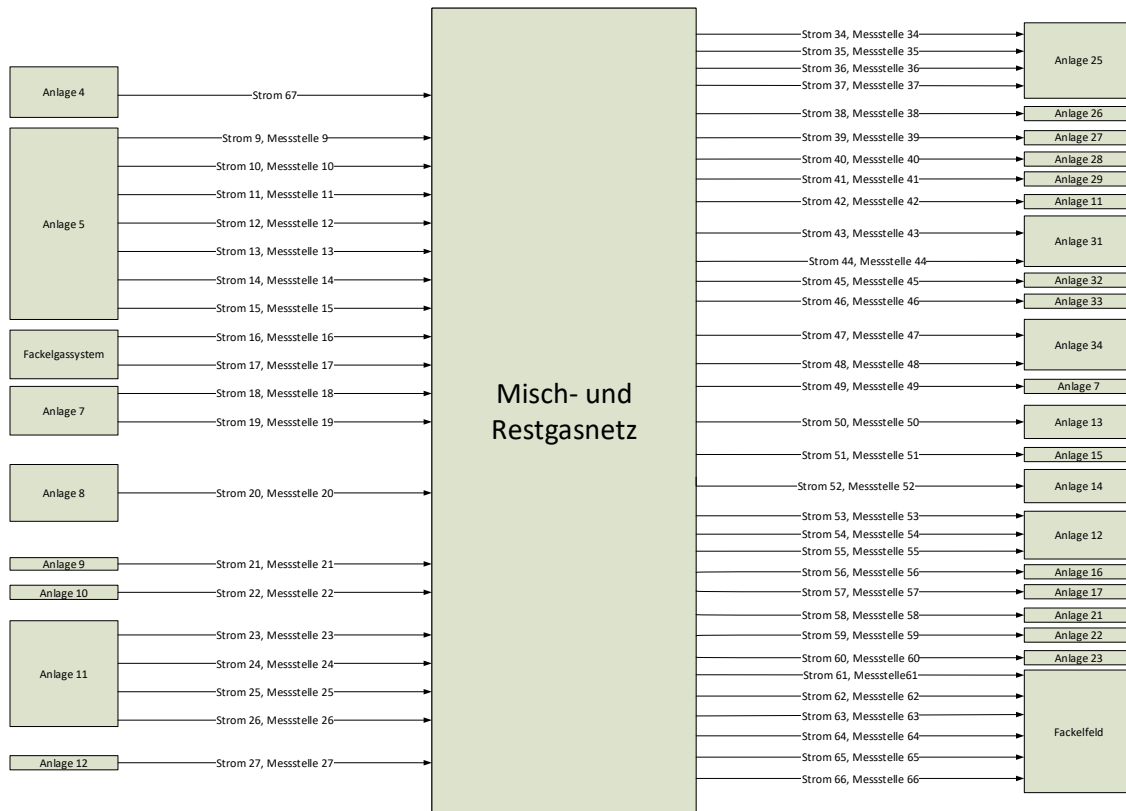 Anlage 4
Strom 67
Anlage 5
Strom 9, Messstelle 9
Strom 10, Messstelle 10
Strom 11, Messstelle 11
Strom 12, Messstelle 12
Strom 13, Messstelle 13
Strom 14, Messstelle 14
Strom 15, Messstelle 15
Fackelgassystem
Strom 16, Messstelle 16
Strom 17, Messstelle 17
Anlage 7
Strom 18, Messstelle 18
Strom 19, Messstelle 19
Anlage 8
Strom 20, Messstelle 20
Anlage 9
Strom 21, Messstelle 21
Anlage 10
Strom 22, Messstelle 22
Anlage 11
Strom 23, Messstelle 23
Strom 24, Messstelle 24
Strom 25, Messstelle 25
Strom 26, Messstelle 26
Anlage 12
Strom 27, Messstelle 27
Misch- und
Restgasnetz
Strom 34, Messstelle 34
Strom 35, Messstelle 35
Strom 36, Messstelle 36
Strom 37, Messstelle 37
Anlage 25
Strom 38, Messstelle 38
Anlage 26
Strom 39, Messstelle 39
Anlage 27
Strom 40, Messstelle 40
Anlage 28
Strom 41, Messstelle 41
Anlage 29
Strom 42, Messstelle 42
Anlage 11
Strom 43, Messstelle 43
Strom 44, Messstelle 44
Anlage 31
Strom 45, Messstelle 45
Anlage 32
Strom 46, Messstelle 46
Anlage 33
Strom 47, Messstelle 47
Strom 48, Messstelle 48
Anlage 34
Strom 49, Messstelle 49
Anlage 7
Strom 50, Messstelle 50
Anlage 13
Strom 51, Messstelle 51
Anlage 15
Strom 52, Messstelle 52
Anlage 14
Strom 53, Messstelle 53
Strom 54, Messstelle 54
Strom 55, Messstelle 55
Anlage 12
Strom 56, Messstelle 56
Anlage 16
Strom 57, Messstelle 57
Anlage 17
Strom 58, Messstelle 58
Anlage 21
Strom 59, Messstelle 59
Anlage 22
Strom 60, Messstelle 60
Anlage 23
Strom 61, Messstelle61
Strom 62, Messstelle 62
Strom 63, Messstelle 63
Strom 64, Messstelle 64
Strom 65, Messstelle 65
Strom 66, Messstelle 66
Fackelfeld